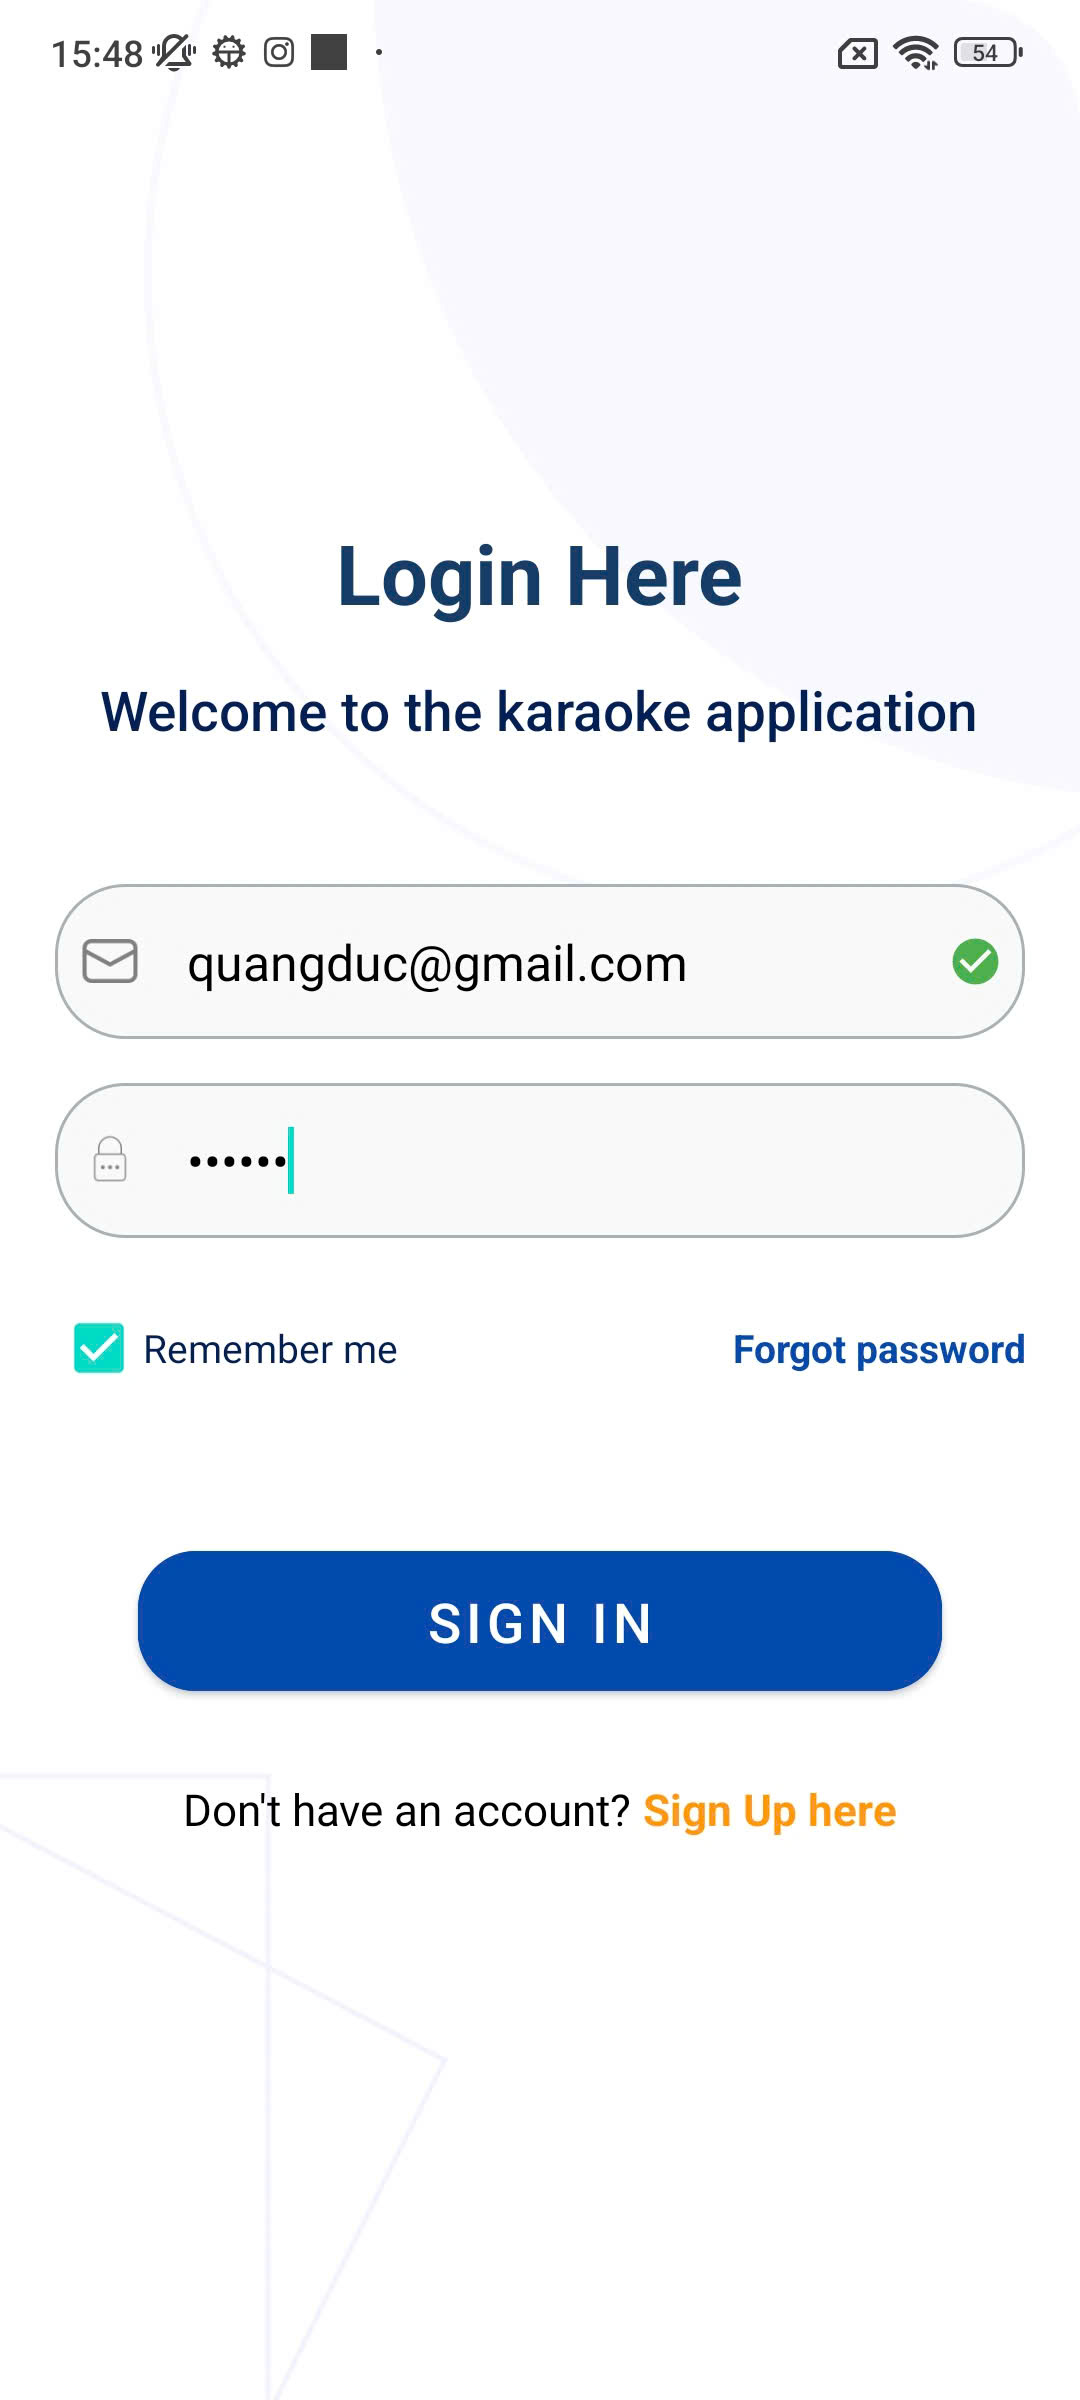 15:48
54
Login Here
Welcome to the karaoke application
quangduc@gmail.com
••••••
Remember me
Forgot password
SIGN IN
Don't have an account? Sign Up here